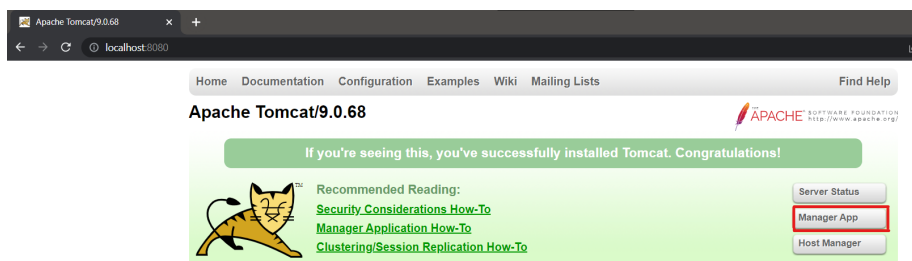 Apache Tomcat/9.0.68
localhost:8080
Home Documentation Configuration Examples Wiki Mailing Lists Find Help
Apache Tomcat/9.0.68
THE
APACHE® SOFTWARE FOUNDATION
http://www.apache.org/
If you're seeing this, you've successfully installed Tomcat. Congratulations!
TM
Recommended Reading:
Security Considerations How-To
Manager Application How-To
Clustering/Session Replication How-To
Server Status
Manager App
Host Manager